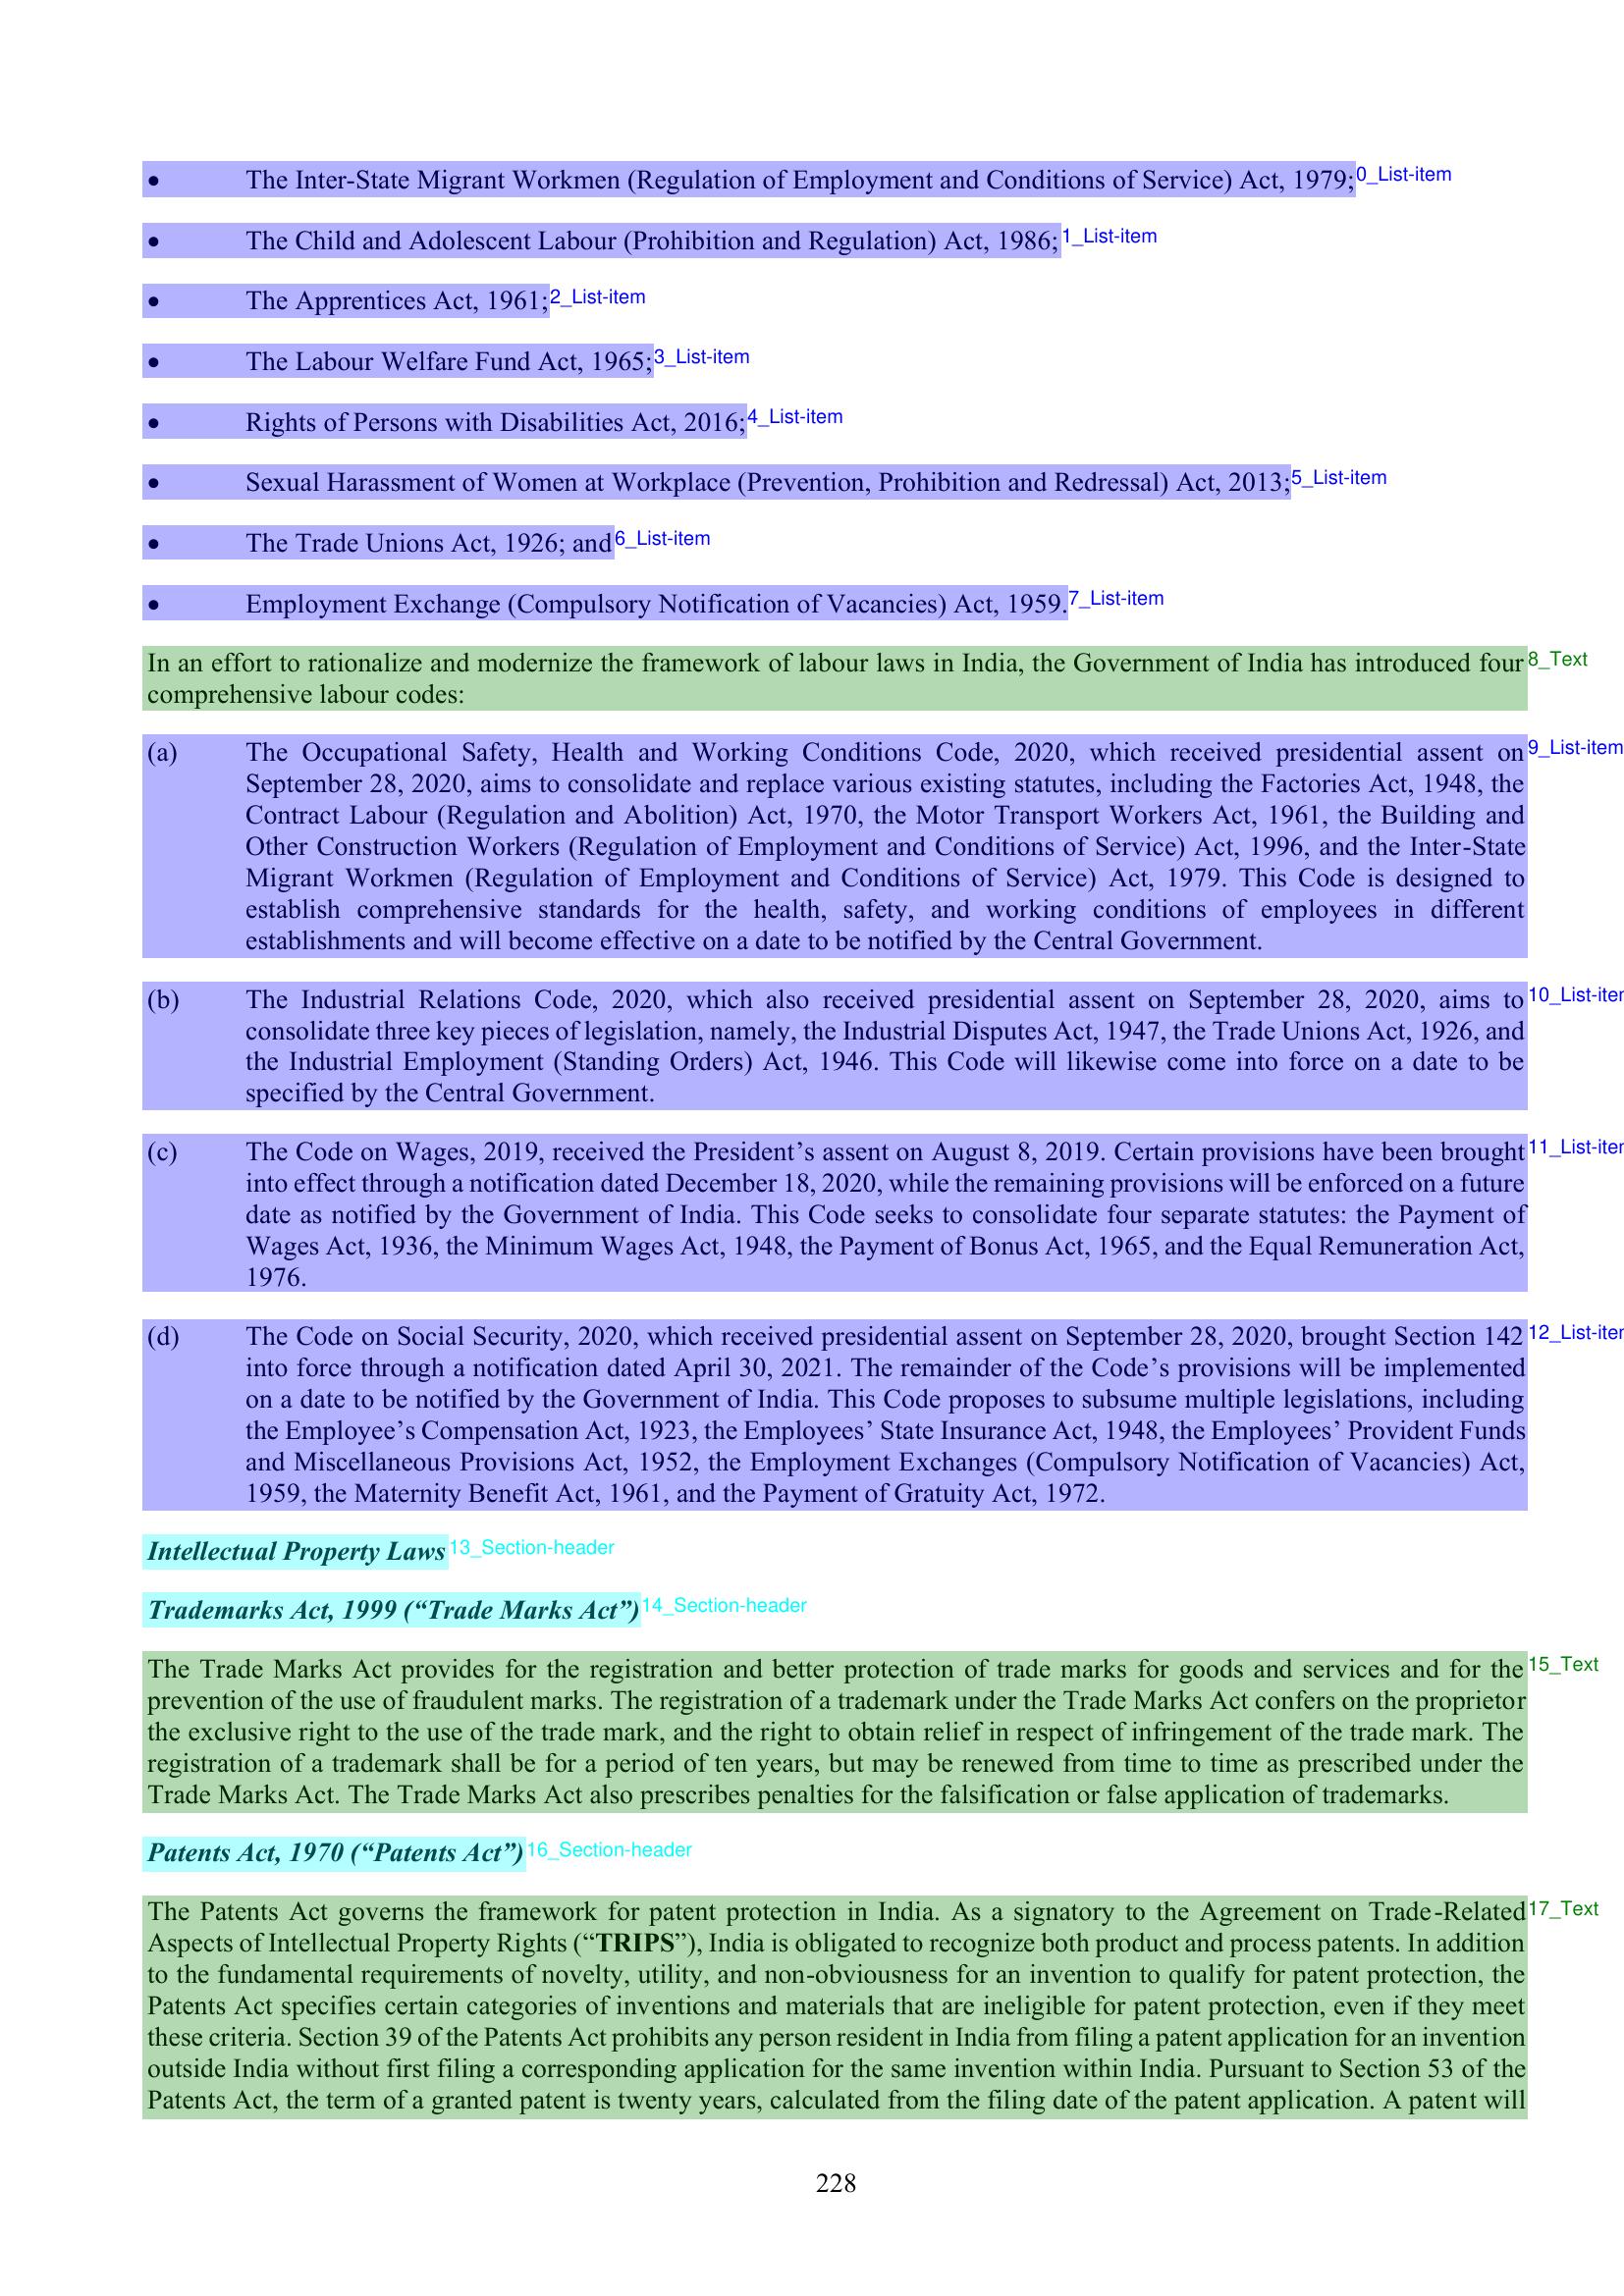 • The Inter-State Migrant Workmen (Regulation of Employment and Conditions of Service) Act, 1979; 0_List-item
• The Child and Adolescent Labour (Prohibition and Regulation) Act, 1986; 1_List-item
• The Apprentices Act, 1961; 2_List-item
• The Labour Welfare Fund Act, 1965; 3_List-item
• Rights of Persons with Disabilities Act, 2016; 4_List-item
• Sexual Harassment of Women at Workplace (Prevention, Prohibition and Redressal) Act, 2013; 5_List-item
• The Trade Unions Act, 1926; and 6_List-item
• Employment Exchange (Compulsory Notification of Vacancies) Act, 1959. 7_List-item
In an effort to rationalize and modernize the framework of labour laws in India, the Government of India has introduced four 8_Text
comprehensive labour codes:
(a) The Occupational Safety, Health and Working Conditions Code, 2020, which received presidential assent on 9_List-item
September 28, 2020, aims to consolidate and replace various existing statutes, including the Factories Act, 1948, the
Contract Labour (Regulation and Abolition) Act, 1970, the Motor Transport Workers Act, 1961, the Building and
Other Construction Workers (Regulation of Employment and Conditions of Service) Act, 1996, and the Inter-State
Migrant Workmen (Regulation of Employment and Conditions of Service) Act, 1979. This Code is designed to
establish comprehensive standards for the health, safety, and working conditions of employees in different
establishments and will become effective on a date to be notified by the Central Government.
(b) The Industrial Relations Code, 2020, which also received presidential assent on September 28, 2020, aims to 10_List-iter
consolidate three key pieces of legislation, namely, the Industrial Disputes Act, 1947, the Trade Unions Act, 1926, and
the Industrial Employment (Standing Orders) Act, 1946. This Code will likewise come into force on a date to be
specified by the Central Government.
(c) The Code on Wages, 2019, received the President’s assent on August 8, 2019. Certain provisions have been brought 11_List-iter
into effect through a notification dated December 18, 2020, while the remaining provisions will be enforced on a future
date as notified by the Government of India. This Code seeks to consolidate four separate statutes: the Payment of
Wages Act, 1936, the Minimum Wages Act, 1948, the Payment of Bonus Act, 1965, and the Equal Remuneration Act,
1976.
(d) The Code on Social Security, 2020, which received presidential assent on September 28, 2020, brought Section 142 12_List-iter
into force through a notification dated April 30, 2021. The remainder of the Code’s provisions will be implemented
on a date to be notified by the Government of India. This Code proposes to subsume multiple legislations, including
the Employee’s Compensation Act, 1923, the Employees’ State Insurance Act, 1948, the Employees’ Provident Funds
and Miscellaneous Provisions Act, 1952, the Employment Exchanges (Compulsory Notification of Vacancies) Act,
1959, the Maternity Benefit Act, 1961, and the Payment of Gratuity Act, 1972.
Intellectual Property Laws 13_Section-header
Trademarks Act, 1999 (“Trade Marks Act”) 14_Section-header
The Trade Marks Act provides for the registration and better protection of trade marks for goods and services and for the 15_Text
prevention of the use of fraudulent marks. The registration of a trademark under the Trade Marks Act confers on the proprietor
the exclusive right to the use of the trade mark, and the right to obtain relief in respect of infringement of the trade mark. The
registration of a trademark shall be for a period of ten years, but may be renewed from time to time as prescribed under the
Trade Marks Act. The Trade Marks Act also prescribes penalties for the falsification or false application of trademarks.
Patents Act, 1970 (“Patents Act”) 16_Section-header
The Patents Act governs the framework for patent protection in India. As a signatory to the Agreement on Trade-Related 17_Text
Aspects of Intellectual Property Rights (“TRIPS”), India is obligated to recognize both product and process patents. In addition
to the fundamental requirements of novelty, utility, and non-obviousness for an invention to qualify for patent protection, the
Patents Act specifies certain categories of inventions and materials that are ineligible for patent protection, even if they meet
these criteria. Section 39 of the Patents Act prohibits any person resident in India from filing a patent application for an invention
outside India without first filing a corresponding application for the same invention within India. Pursuant to Section 53 of the
Patents Act, the term of a granted patent is twenty years, calculated from the filing date of the patent application. A patent will
228